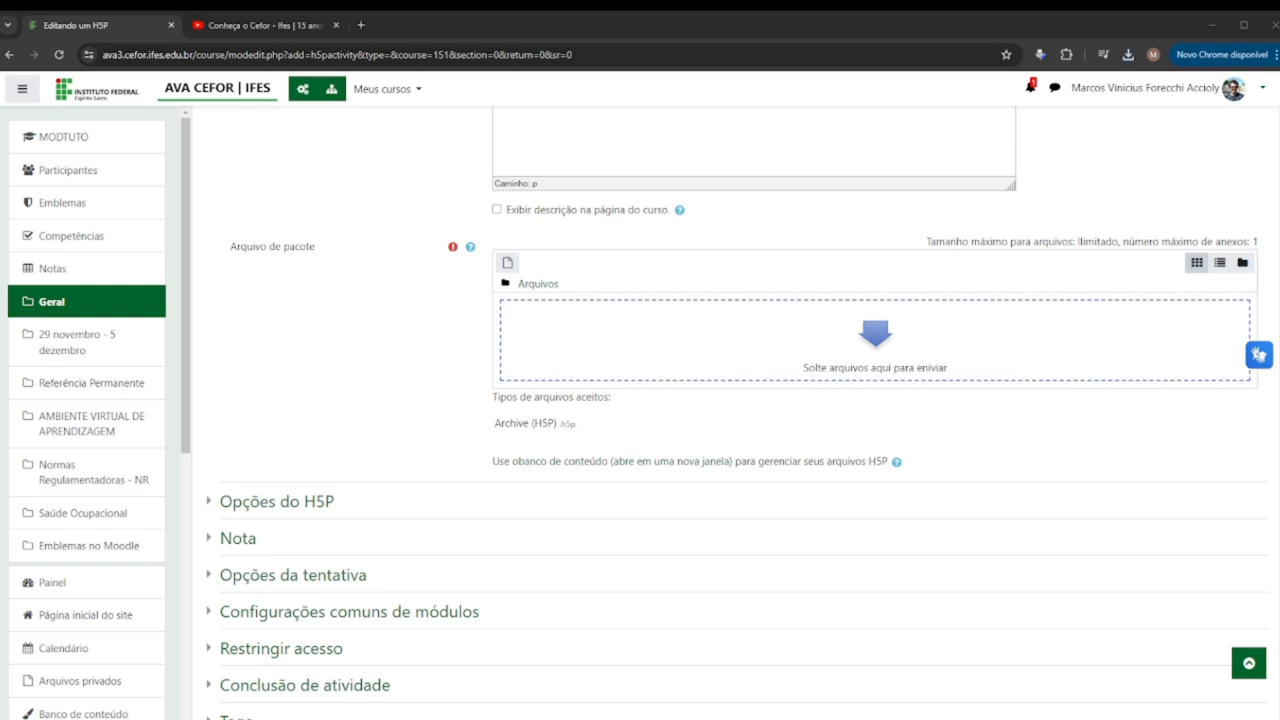 Editando um H5P
Conheça o Cefor - Ifes | 15 ano
ava3.cefor.ifes.edu.br/course/modedit.php?add=h5pactivity&type=&course=151&section=0&return=0&sr=0
M
Novo Chrome disponível
INSTITUTO FEDERAL
Espírito Santo
AVA CEFOR | IFES
Meus cursos
1
Marcos Vinicius Forecchi Accioly
MODTUTO
Participantes
Emblemas
Competências
Notas
Geral
29 novembro - 5
dezembro
Referência Permanente
AMBIENTE VIRTUAL DE
APRENDIZAGEM
Normas
Regulamentadoras - NR
Saúde Ocupacional
Emblemas no Moodle
Painel
Página inicial do site
Calendário
Arquivos privados
Banco de conteúdo
Caminho: p
Exibir descrição na página do curso
Arquivo de pacote
Tamanho máximo para arquivos: Ilimitado, número máximo de anexos: 1
Arquivos
Solte arquivos aqui para eniviar
Tipos de arquivos aceitos:
Archive (H5P) .h5p
Use obanco de conteúdo (abre em uma nova janela) para gerenciar seus arquivos H5P
Opções do H5P
Nota
Opções da tentativa
Configurações comuns de módulos
Restringir acesso
Conclusão de atividade